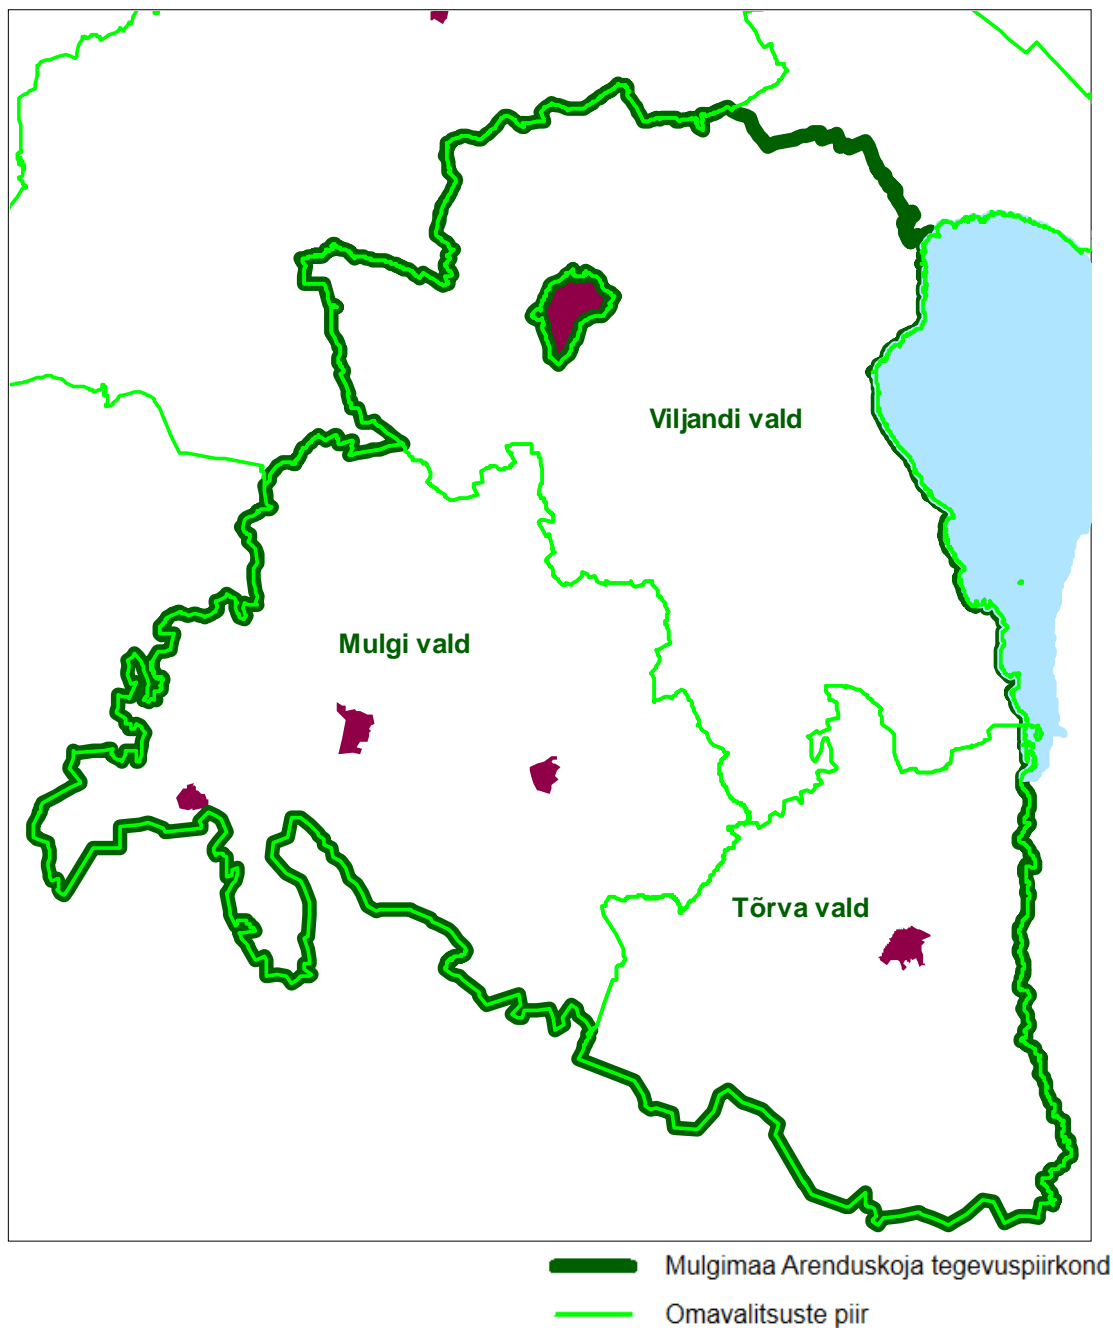 Viljandi vald
Mulgi vald
Tõrva vald
Mulgimaa Arenduskoja tegevuspiirkond
Omavalitsuste piir